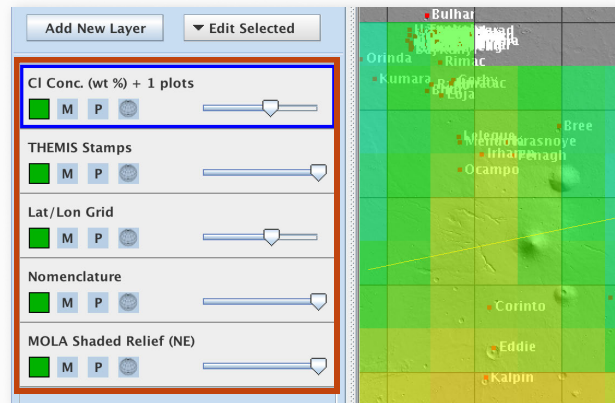 Add New Layer
Edit Selected
Cl Conc. (wt %) + 1 plots
M P
THEMIS Stamps
M P
Lat/Lon Grid
M P
Nomenclature
M P
MOLA Shaded Relief (NE)
M P
Bulhar
Orinda
Rimac
Kumara
Loja
Bree
Ocampo
Corinto
Eddie
Kalpin